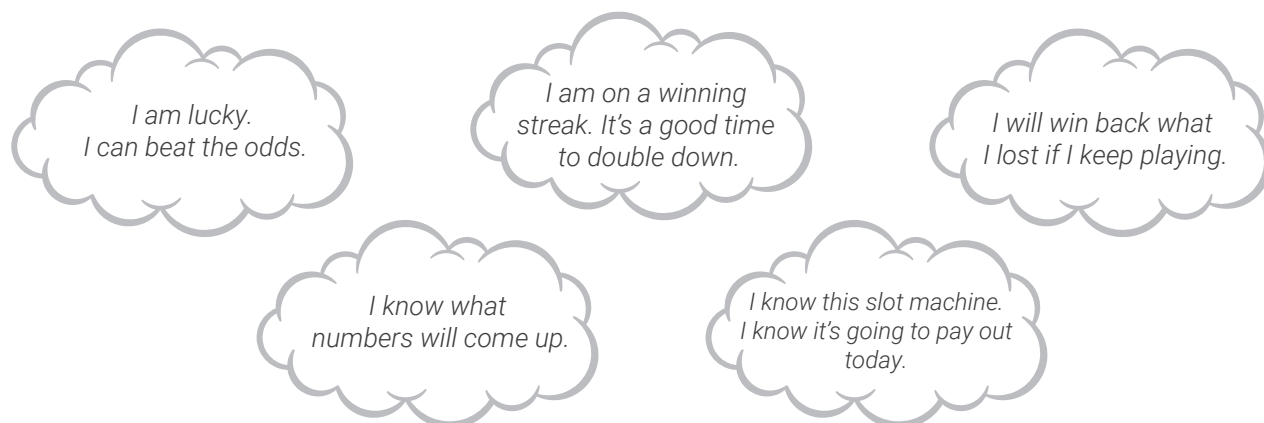 I am lucky.
I can beat the odds.
I am on a winning
streak. It's a good time
to double down.
I will win back what
I lost if I keep playing.
I know what
numbers will come up.
I know this slot machine.
I know it's going to pay out
today.